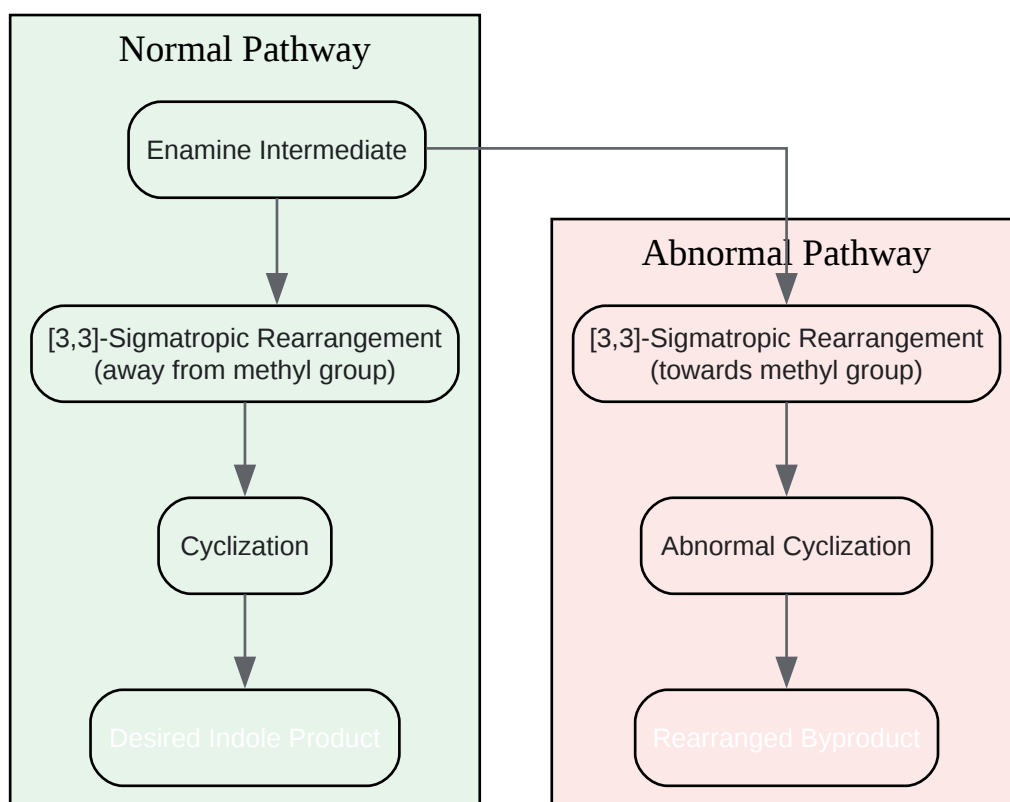 Normal Pathway
Enamine Intermediate
[3,3]-Sigmatropic Rearrangement
(away from methyl group)
Cyclization
Desired Indole Product
Abnormal Pathway
[3,3]-Sigmatropic Rearrangement
(towards methyl group)
Abnormal Cyclization
Rearranged Byproduct